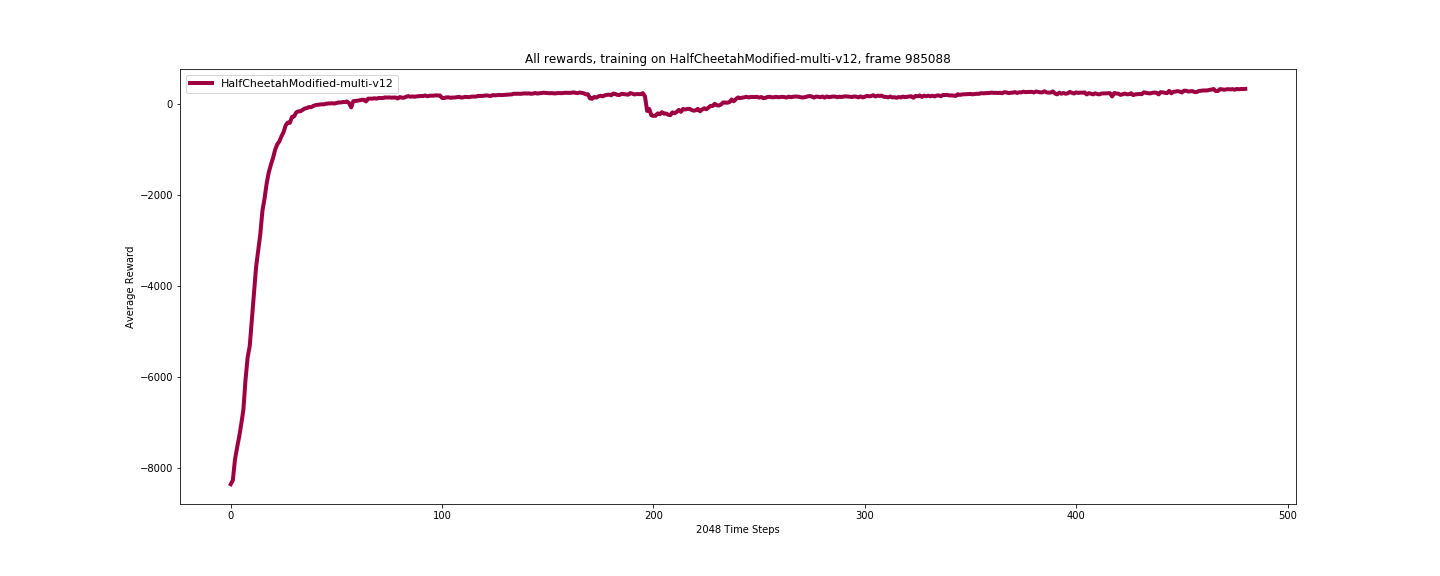 All rewards, training on HalfCheetahModified-multi-v12, frame 985088
HalfCheetahModified-multi-v12
0
−2000
−4000
−6000
−8000
Average Reward
0 100 200 300 400 500
2048 Time Steps